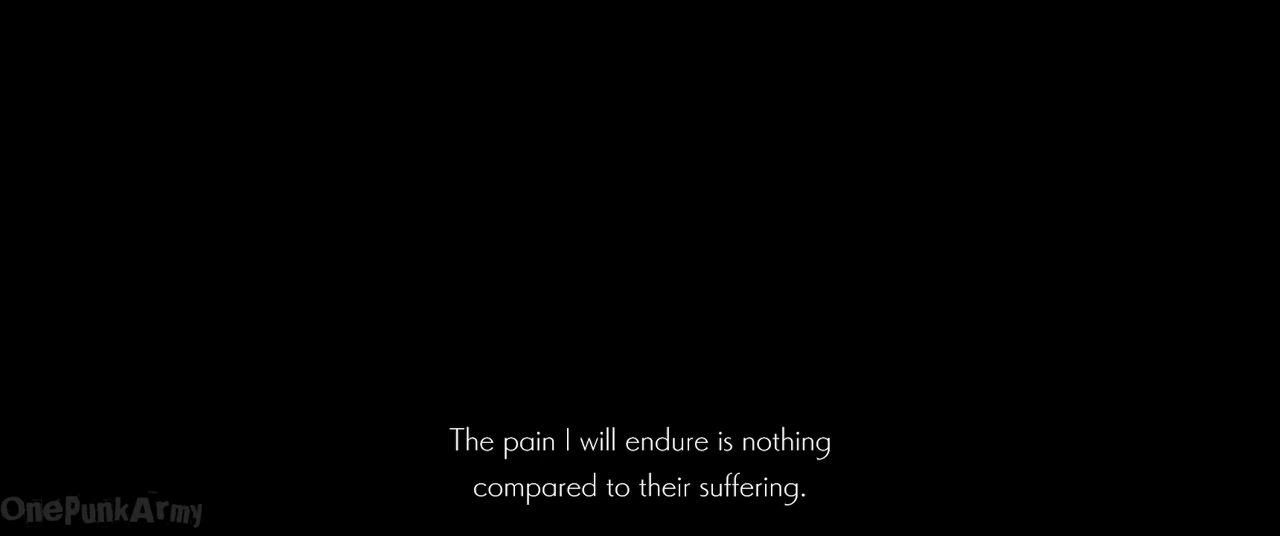 The pain I will endure is nothing
compared to their suffering.
OnePunkArmy